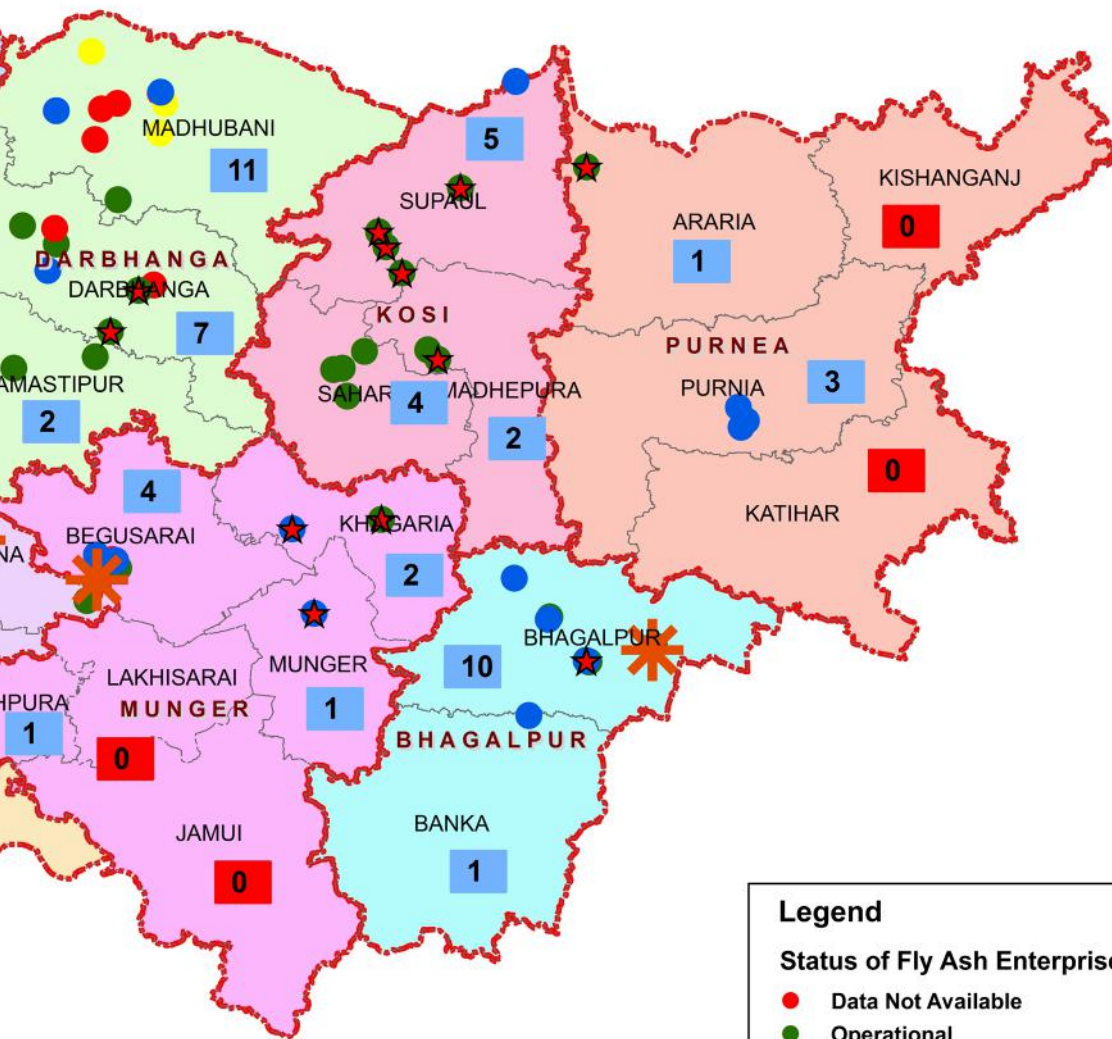 MADHUBANI
11
5
SUPAUL
KISHANGANJ
0
ARARIA
1
DARBHANGA
DARBHANGA
7
KOSI
PURNEA
PURNIA
3
AMASTIPUR
2
SAHAR
4
MADHEPURA
2
0
KATIHAR
4
BEGUSARAI
KHAGARIA
2
NA
BHAGALPUR
10
MUNGER
1
LAKHISARAI
MUNGER
HPURA
1
0
BHAGALPUR
JAMUI
0
BANKA
1
Legend
Status of Fly Ash Enterprise
Data Not Available
Operational